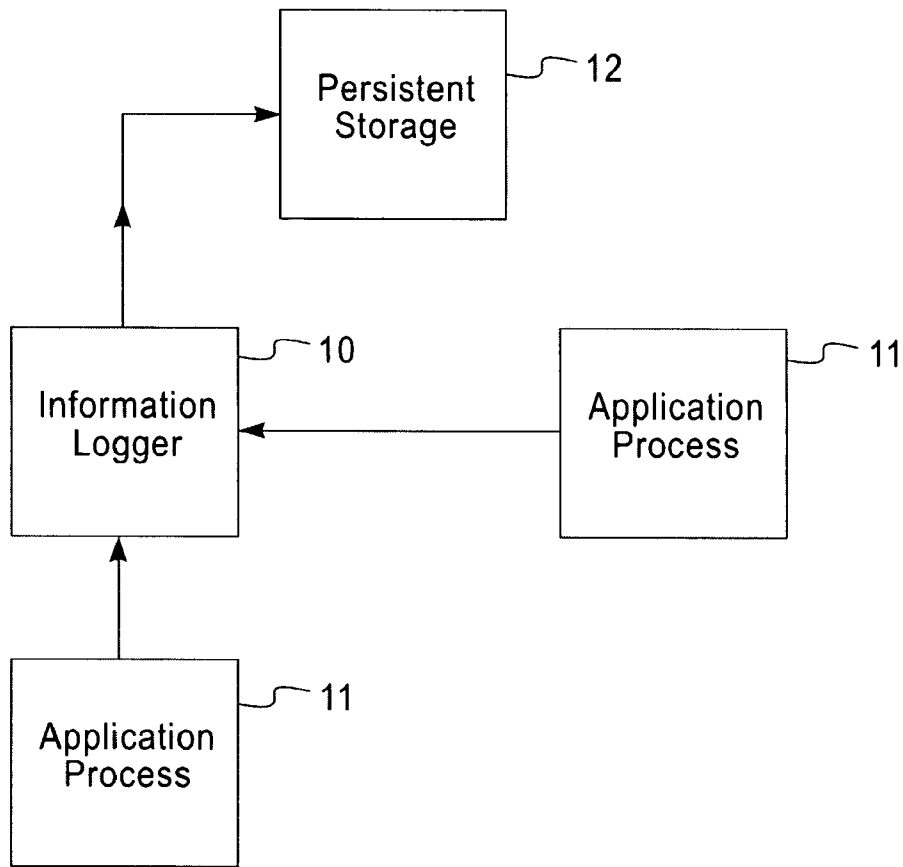 Persistent
Storage
12
Information
Logger
10
Application
Process
11
Application
Process
11